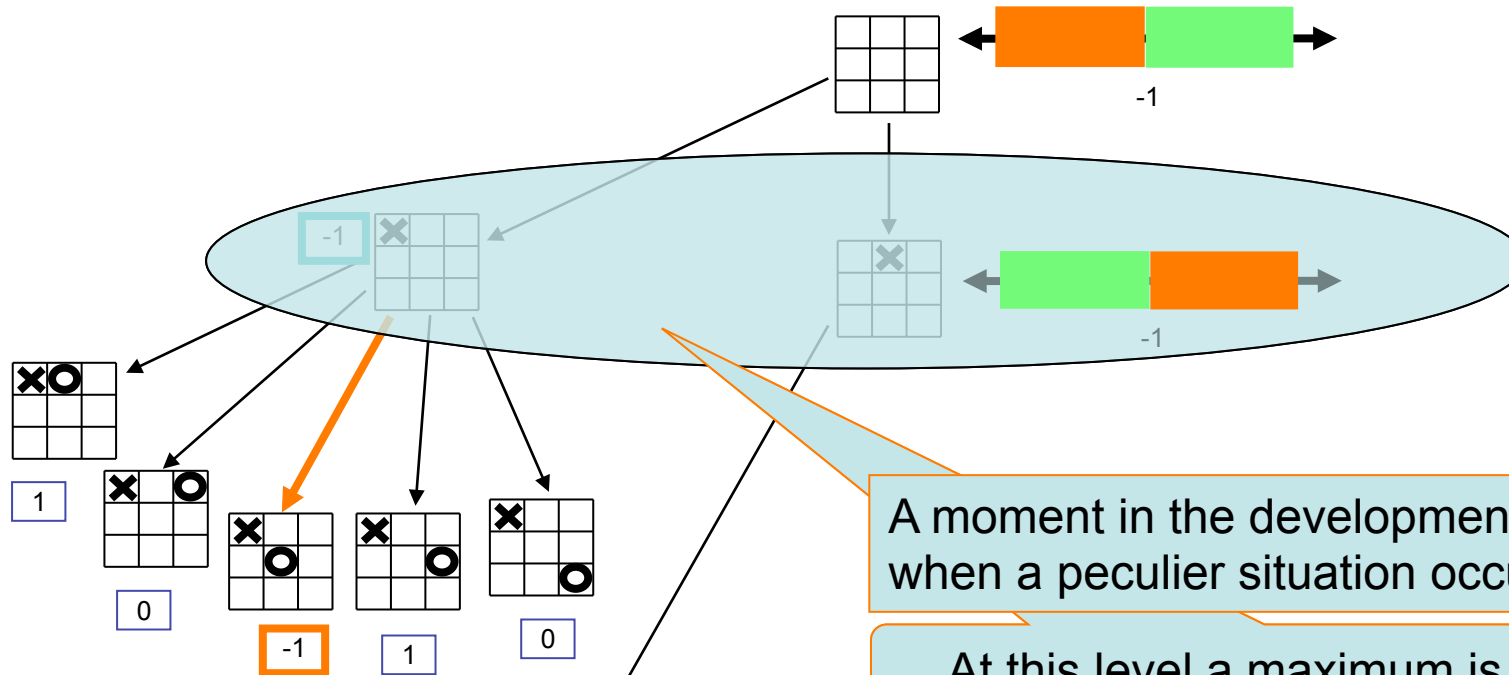 -1
-1
-1
1
0
-1
1
0
A moment in the developmen
when a peculier situation occu
At this level a maximum is